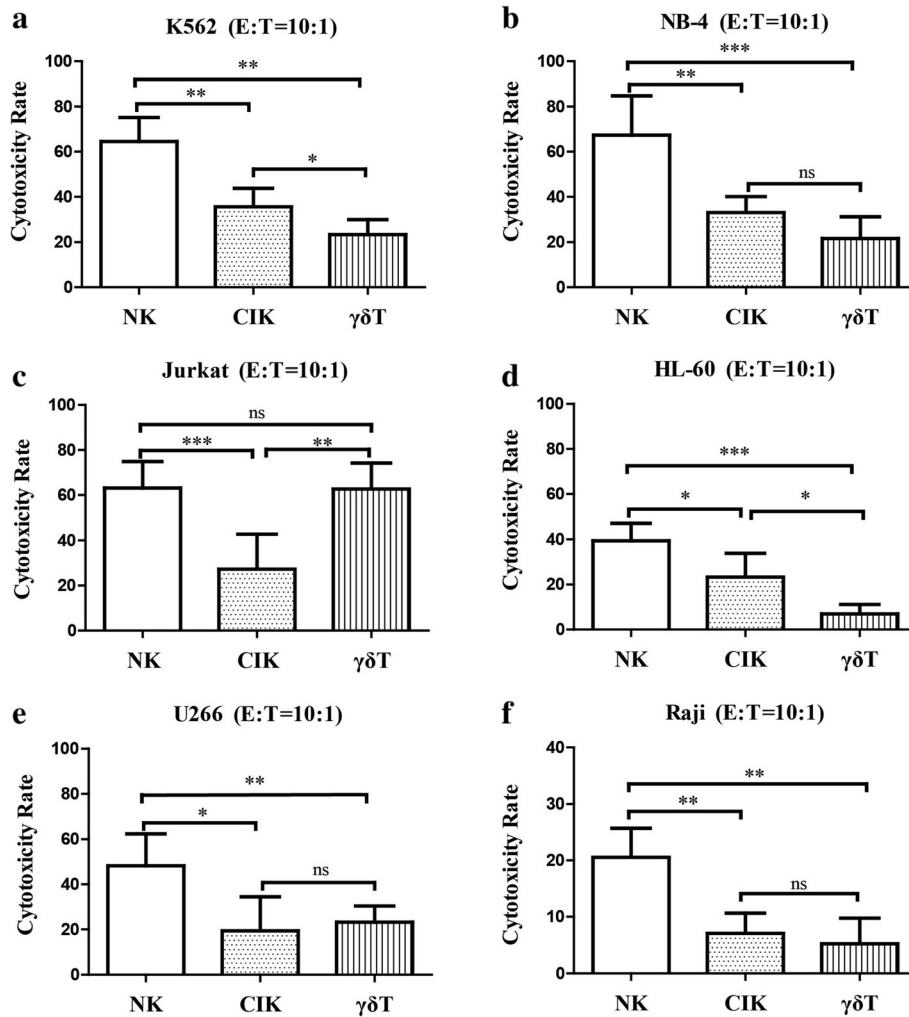 a
K562 (E:T=10:1)
Cytotoxicity Rate
100
80
60
40
20
0
**
**
*
NK CIK γδT
b
NB-4 (E:T=10:1)
Cytotoxicity Rate
100
80
60
40
20
0
***
**
ns
NK CIK γδT
c
Jurkat (E:T=10:1)
Cytotoxicity Rate
100
80
60
40
20
0
ns
*** **
NK CIK γδT
d
HL-60 (E:T=10:1)
Cytotoxicity Rate
100
80
60
40
20
0
***
* *
NK CIK γδT
e
U266 (E:T=10:1)
Cytotoxicity Rate
100
80
60
40
20
0
**
*
ns
NK CIK γδT
f
Raji (E:T=10:1)
Cytotoxicity Rate
40
30
20
10
0
**
**
ns
NK CIK γδT